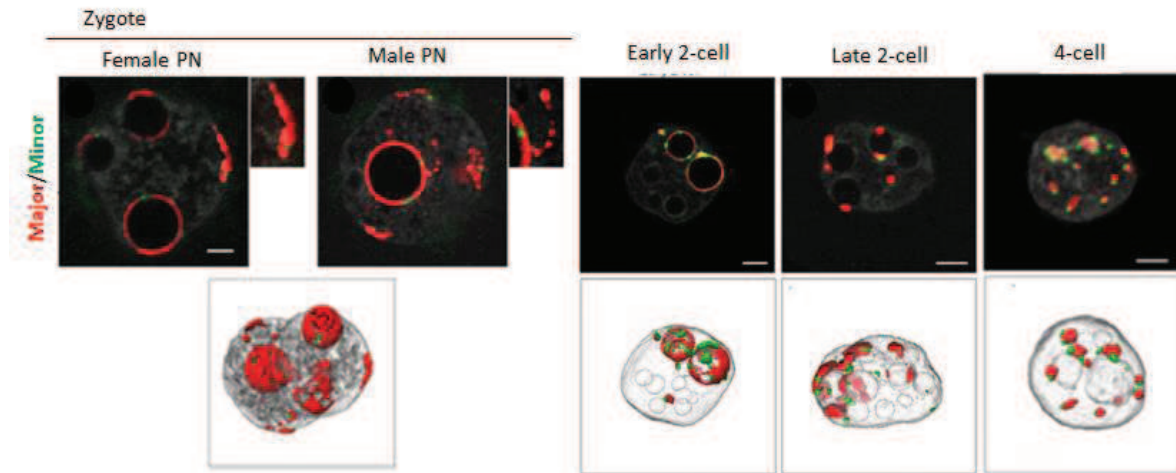 Zygote
Female PN
Male PN
Early 2-cell
Late 2-cell
4-cell
Major/Minor